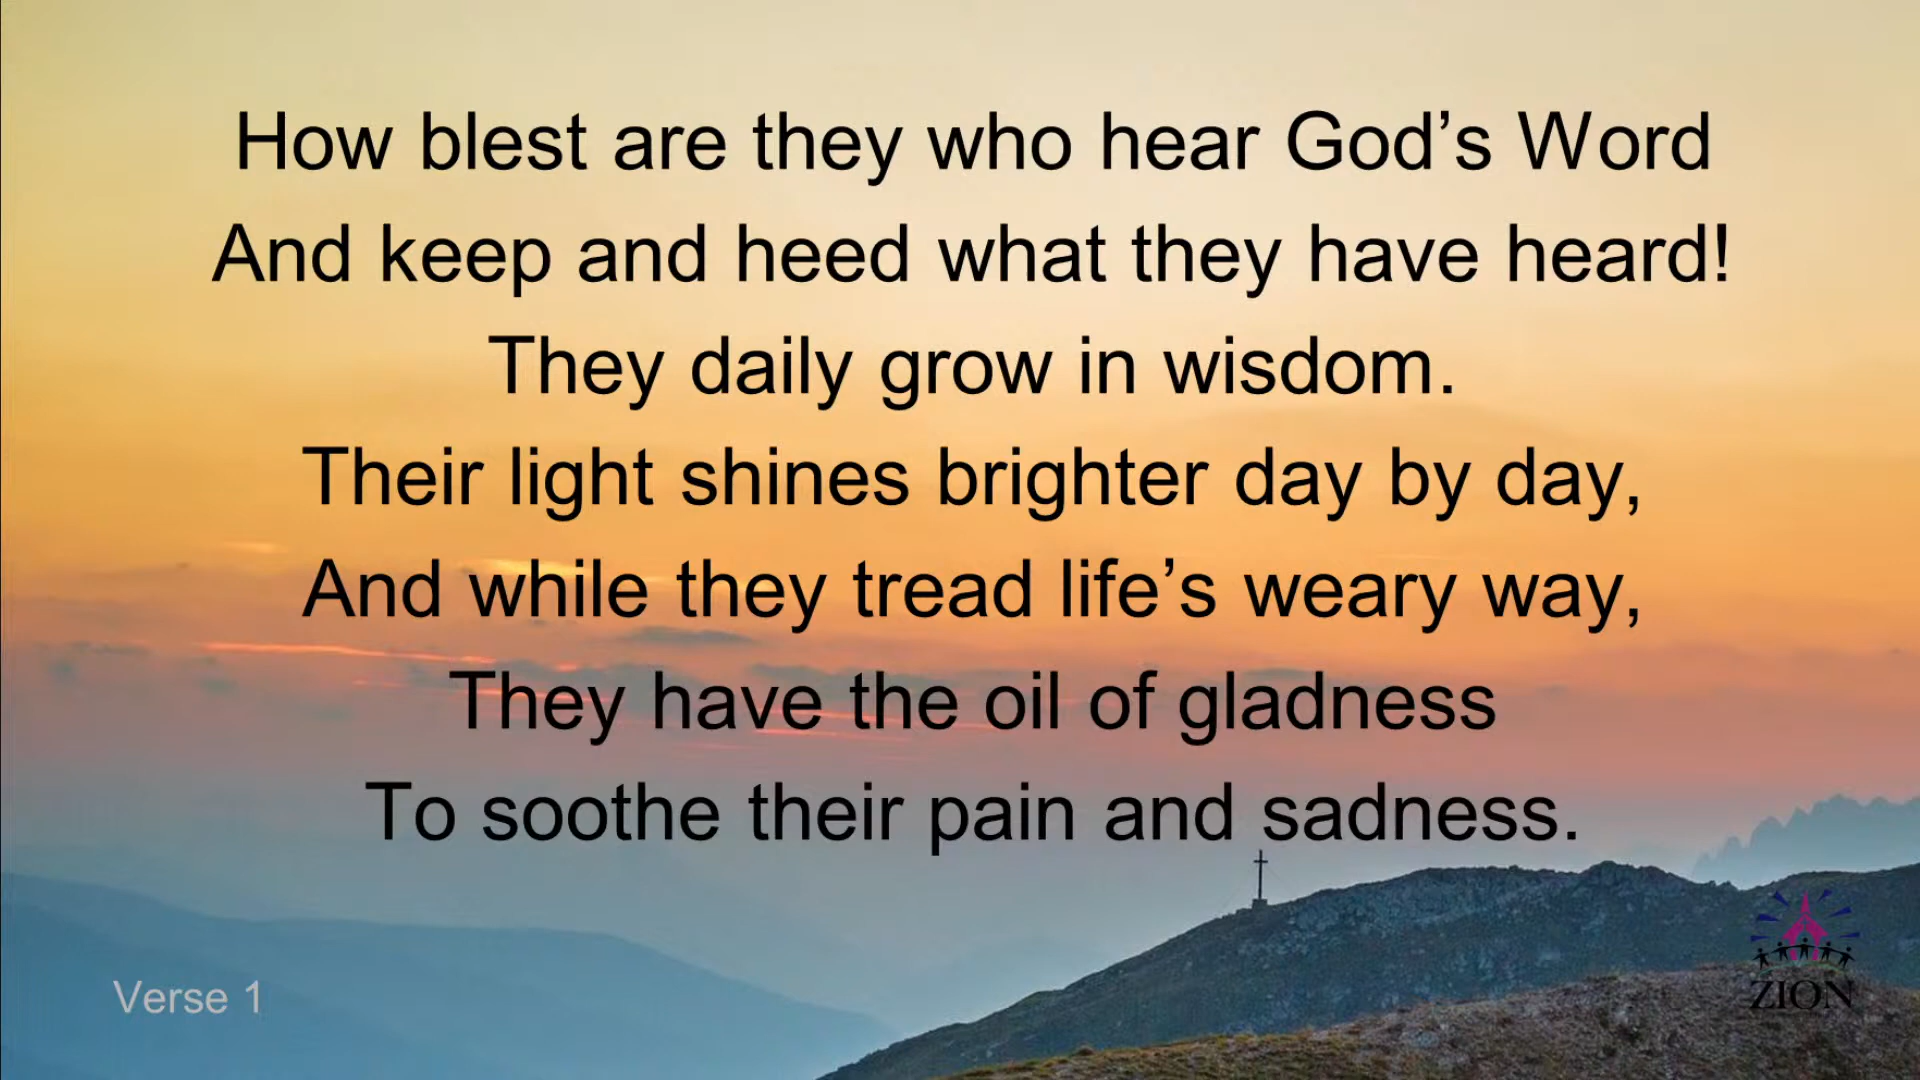 How blest are they who hear God’s Word
And keep and heed what they have heard!
They daily grow in wisdom.
Their light shines brighter day by day,
And while they tread life’s weary way,
They have the oil of gladness
To soothe their pain and sadness.
Verse 1
ZION